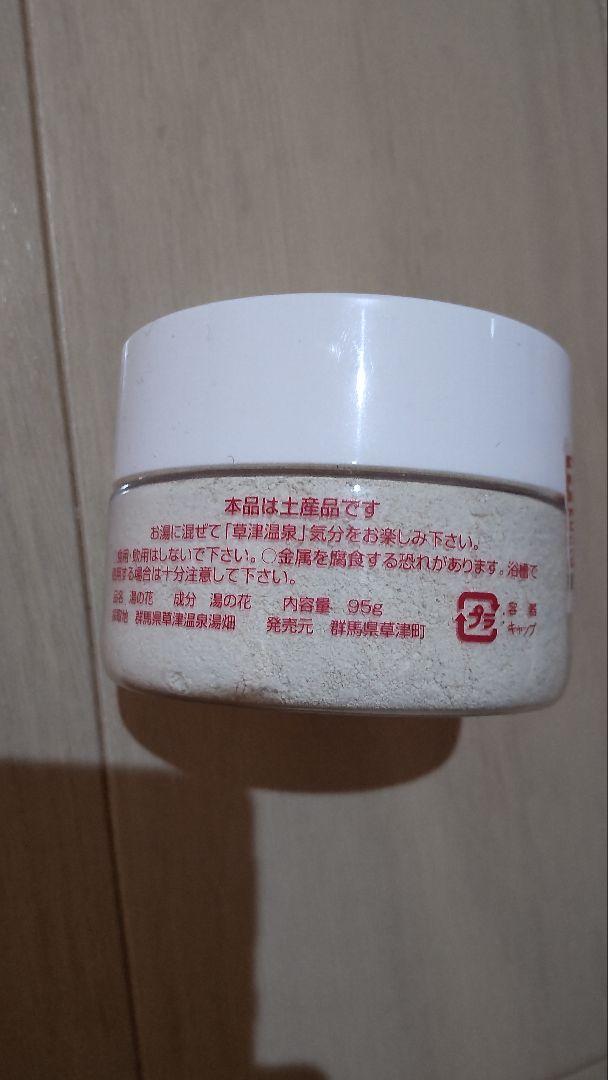 本品は土産品です
お湯に混ぜて「草津温泉」気分をお楽しみ下さい。
食用・飲用はしないで下さい。○金属を腐食する恐れがあります。浴槽で
使用する場合は十分注意して下さい。
品名 湯の花 成分 湯の花 内容量 95g
採取地 群馬県草津温泉湯畑 発売元 群馬県草津町
プラ
:容器
:キャップ